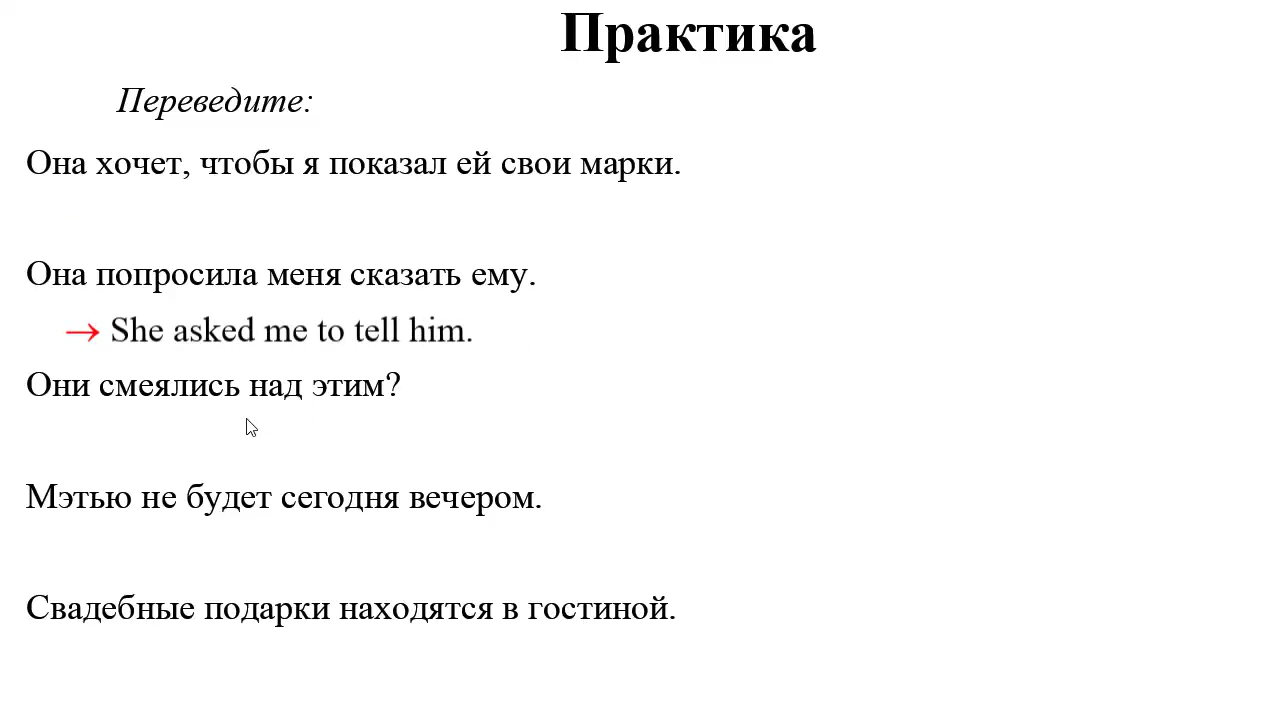 Практика
Переведите:
Она хочет, чтобы я показал ей свои марки.
Она попросила меня сказать ему.
→ She asked me to tell him.
Они смеялись над этим?
Мэтью не будет сегодня вечером.
Свадебные подарки находятся в гостиной.